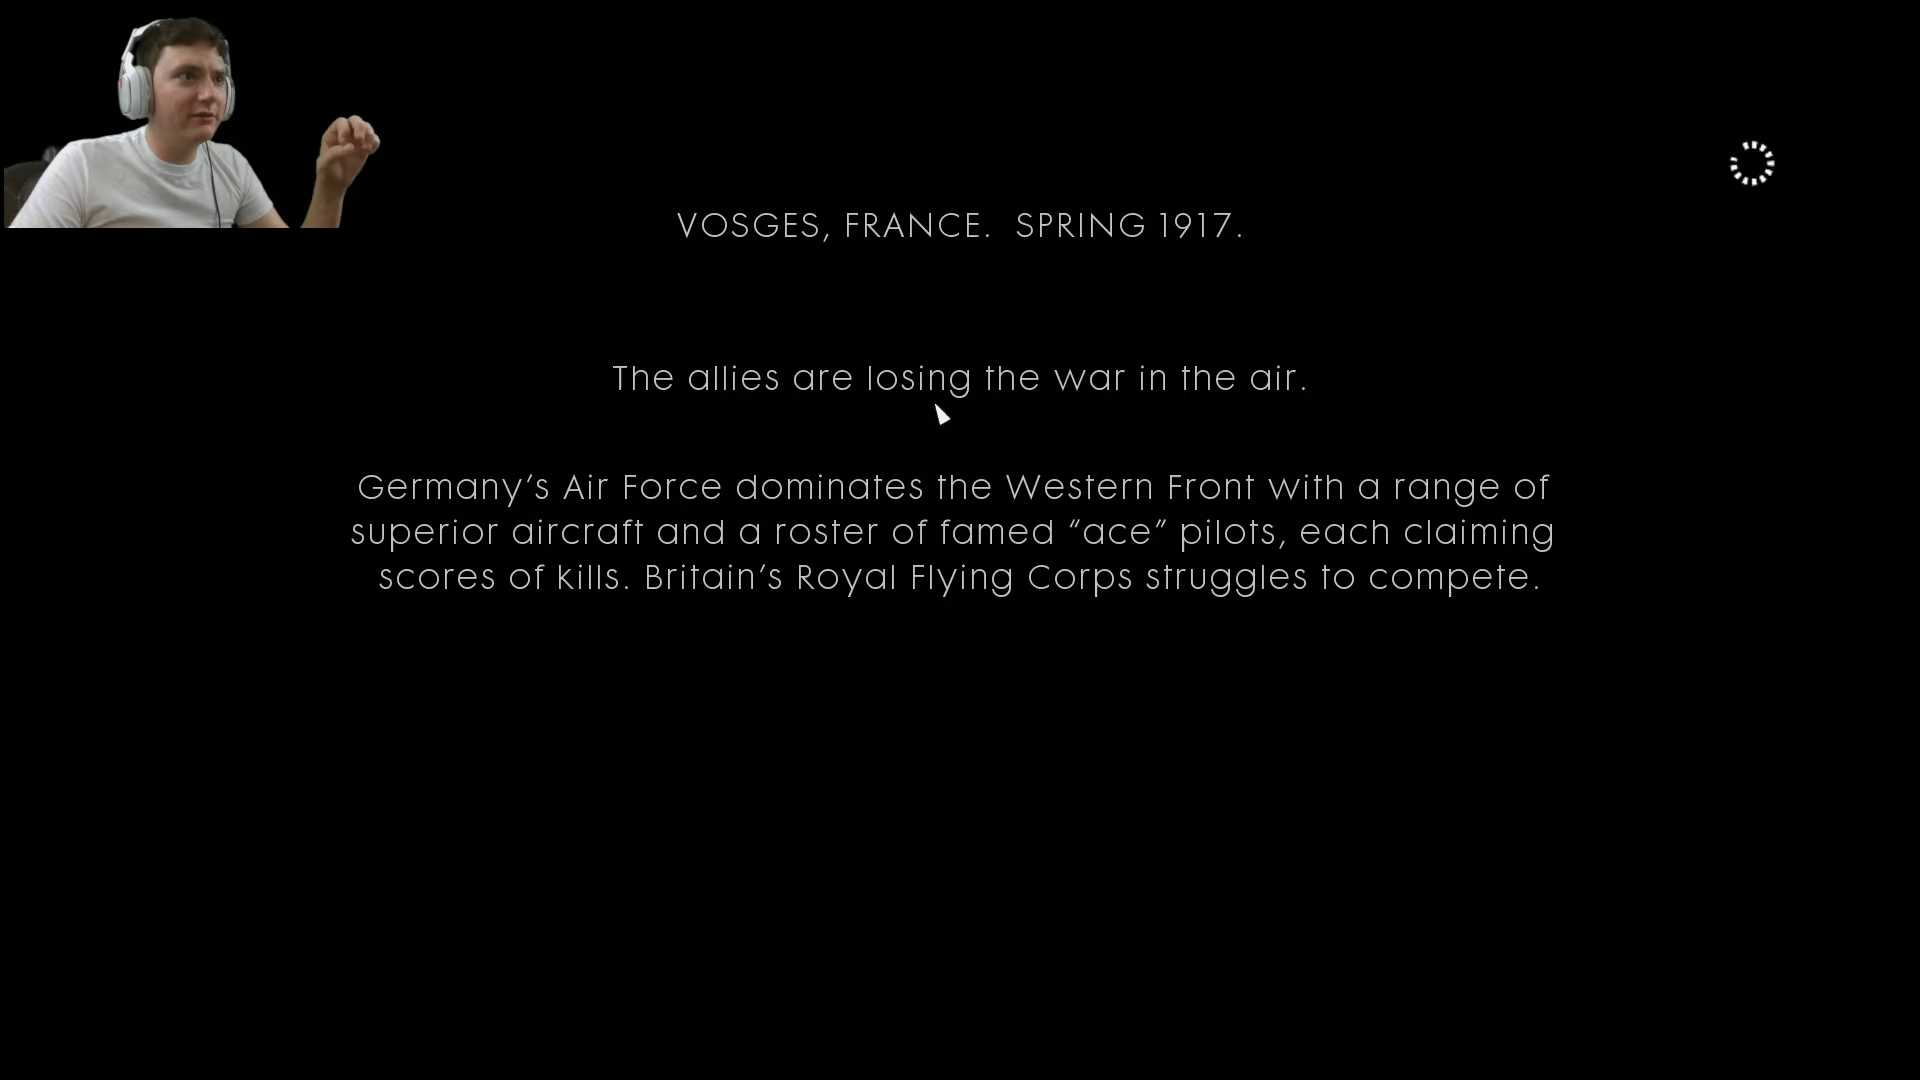 VOSGES, FRANCE. SPRING 1917.
The allies are losing the war in the air.
Germany’s Air Force dominates the Western Front with a range of
superior aircraft and a roster of famed “ace” pilots, each claiming
scores of kills. Britain’s Royal Flying Corps struggles to compete.